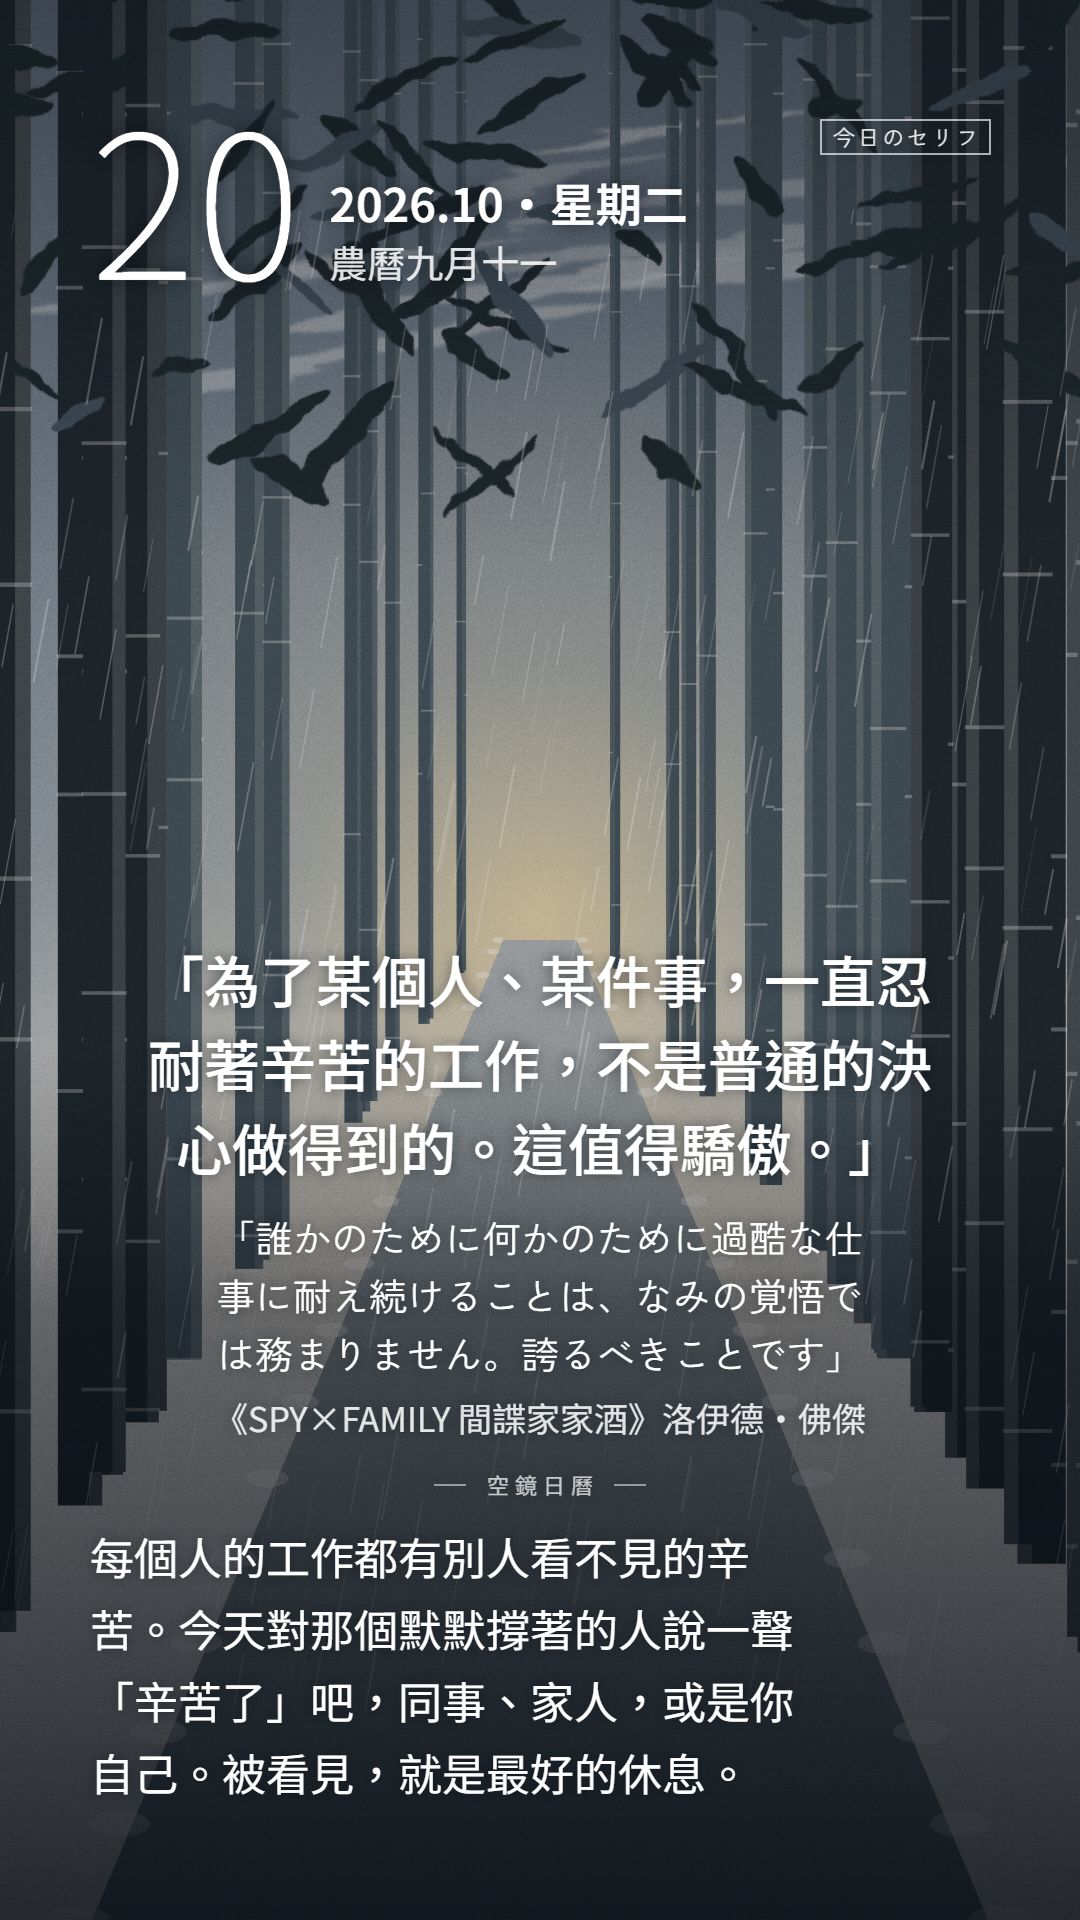 20
2026.10・星期二
農曆九月十一
今日のセリフ
「為了某個人、某件事，一直忍
耐著辛苦的工作，不是普通的決
心做得到的。這值得驕傲。」
「誰かのために何かのために過酷な仕
事に耐え続けることは、なみの覚悟で
は務まりません。誇るべきことです」
《SPY×FAMILY 間諜家家酒》洛伊德・佛傑
— 空鏡日曆 —
每個人的工作都有別人看不見的辛
苦。今天對那個默默撐著的人說一聲
「辛苦了」吧，同事、家人，或是你
自己。被看見，就是最好的休息。